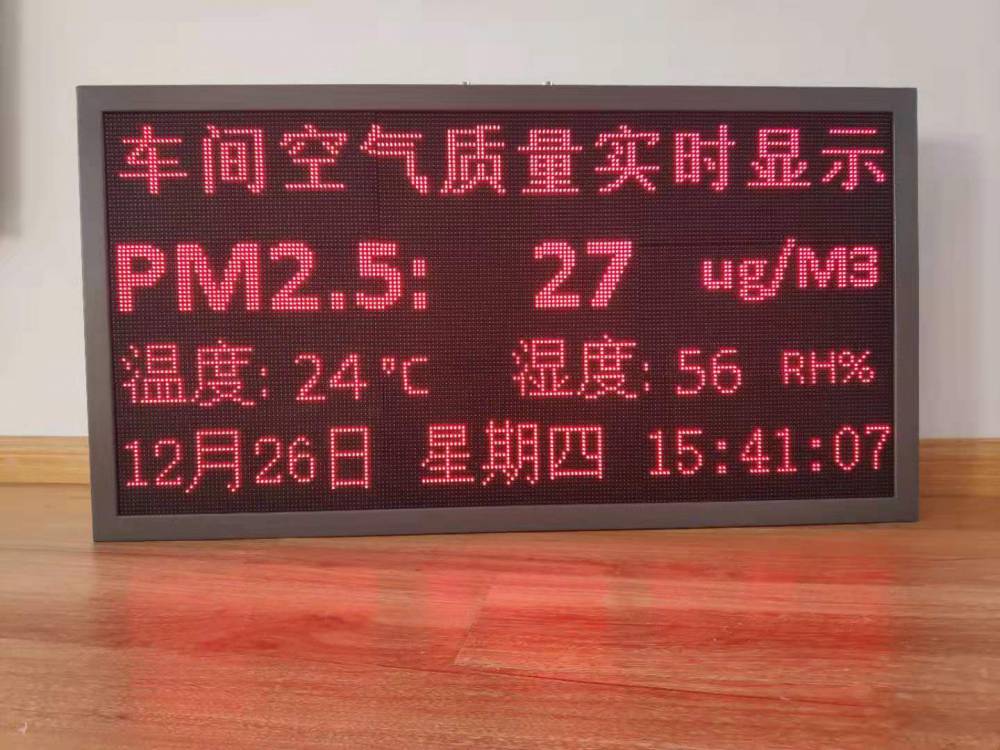 车间空气质量实时显示
PM2.5: 27 ug/M3
温度: 24 ℃ 湿度: 56 RH%
12月26日 星期四 15:41:07